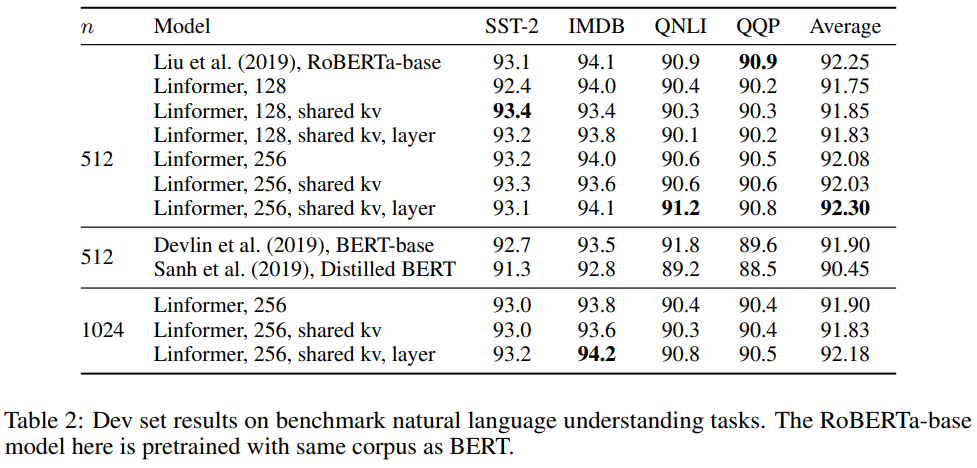 n Model SST-2 IMDB QNLI QQP Average
Liu et al. (2019), RoBERTa-base 93.1 94.1 90.9 90.9 92.25
Linformer, 128 92.4 94.0 90.4 90.2 91.75
Linformer, 128, shared kv 93.4 93.4 90.3 90.3 91.85
Linformer, 128, shared kv, layer 93.2 93.8 90.1 90.2 91.83
512 Linformer, 256 93.2 94.0 90.6 90.5 92.08
Linformer, 256, shared kv 93.3 93.6 90.6 90.6 92.03
Linformer, 256, shared kv, layer 93.1 94.1 91.2 90.8 92.30
512 Devlin et al. (2019), BERT-base 92.7 93.5 91.8 89.6 91.90
Sanh et al. (2019), Distilled BERT 91.3 92.8 89.2 88.5 90.45
Linformer, 256 93.0 93.8 90.4 90.4 91.90
1024 Linformer, 256, shared kv 93.0 93.6 90.3 90.4 91.83
Linformer, 256, shared kv, layer 93.2 94.2 90.8 90.5 92.18
Table 2: Dev set results on benchmark natural language understanding tasks. The RoBERTa-base
model here is pretrained with same corpus as BERT.